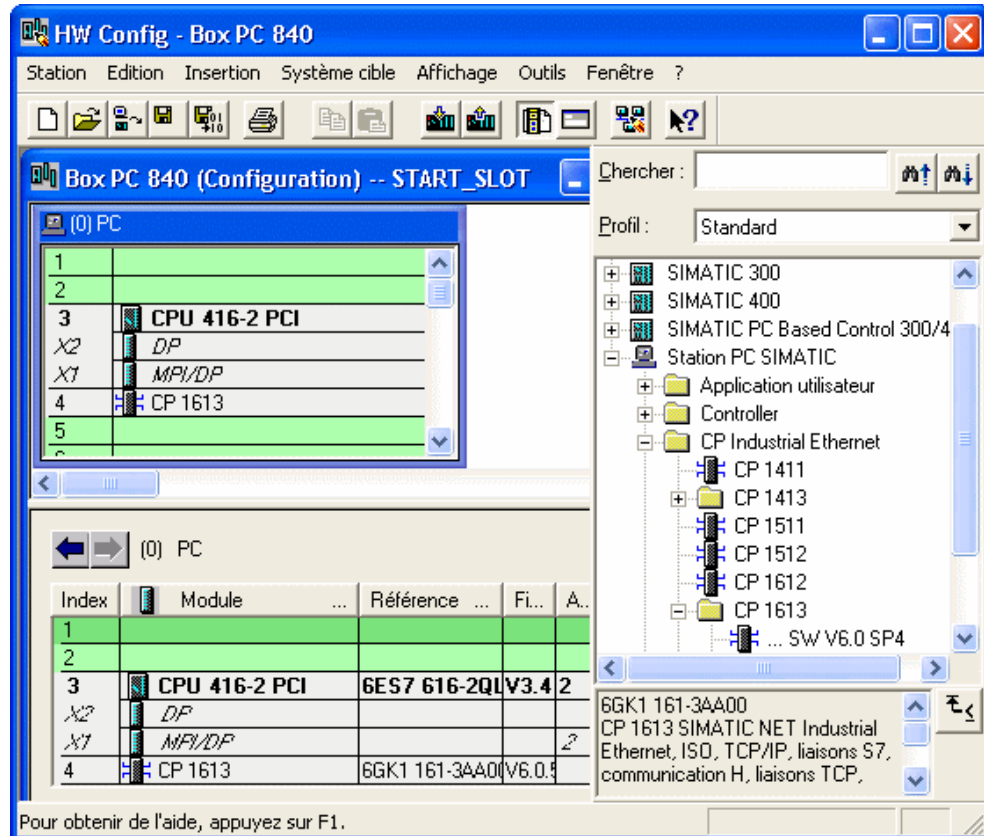 HW Config - Box PC 840
Station Edition Insertion Système cible Affichage Outils Fenêtre ?
Box PC 840 (Configuration) -- START_SLOT
(0) PC
1
2
3 CPU 416-2 PCI
X2 DP
X1 MPI/DP
4 CP 1613
5
Chercher :
Profil : Standard
SIMATIC 300
SIMATIC 400
SIMATIC PC Based Control 300/4
Station PC SIMATIC
Application utilisateur
Controller
CP Industrial Ethernet
CP 1411
CP 1413
CP 1511
CP 1512
CP 1612
CP 1613
... SW V6.0 SP4
(0) PC
Index Module ... Référence ... Fi... A..
1
2
3 CPU 416-2 PCI 6ES7 616-2QL V3.4 2
X2 DP
X1 MPI/DP 2
4 CP 1613 6GK1 161-3AA0 V6.0.
6GK1 161-3AA00
CP 1613 SIMATIC NET Industrial
Ethernet, ISO, TCP/IP, liaisons S7,
communication H, liaisons TCP,
Pour obtenir de l'aide, appuyez sur F1.